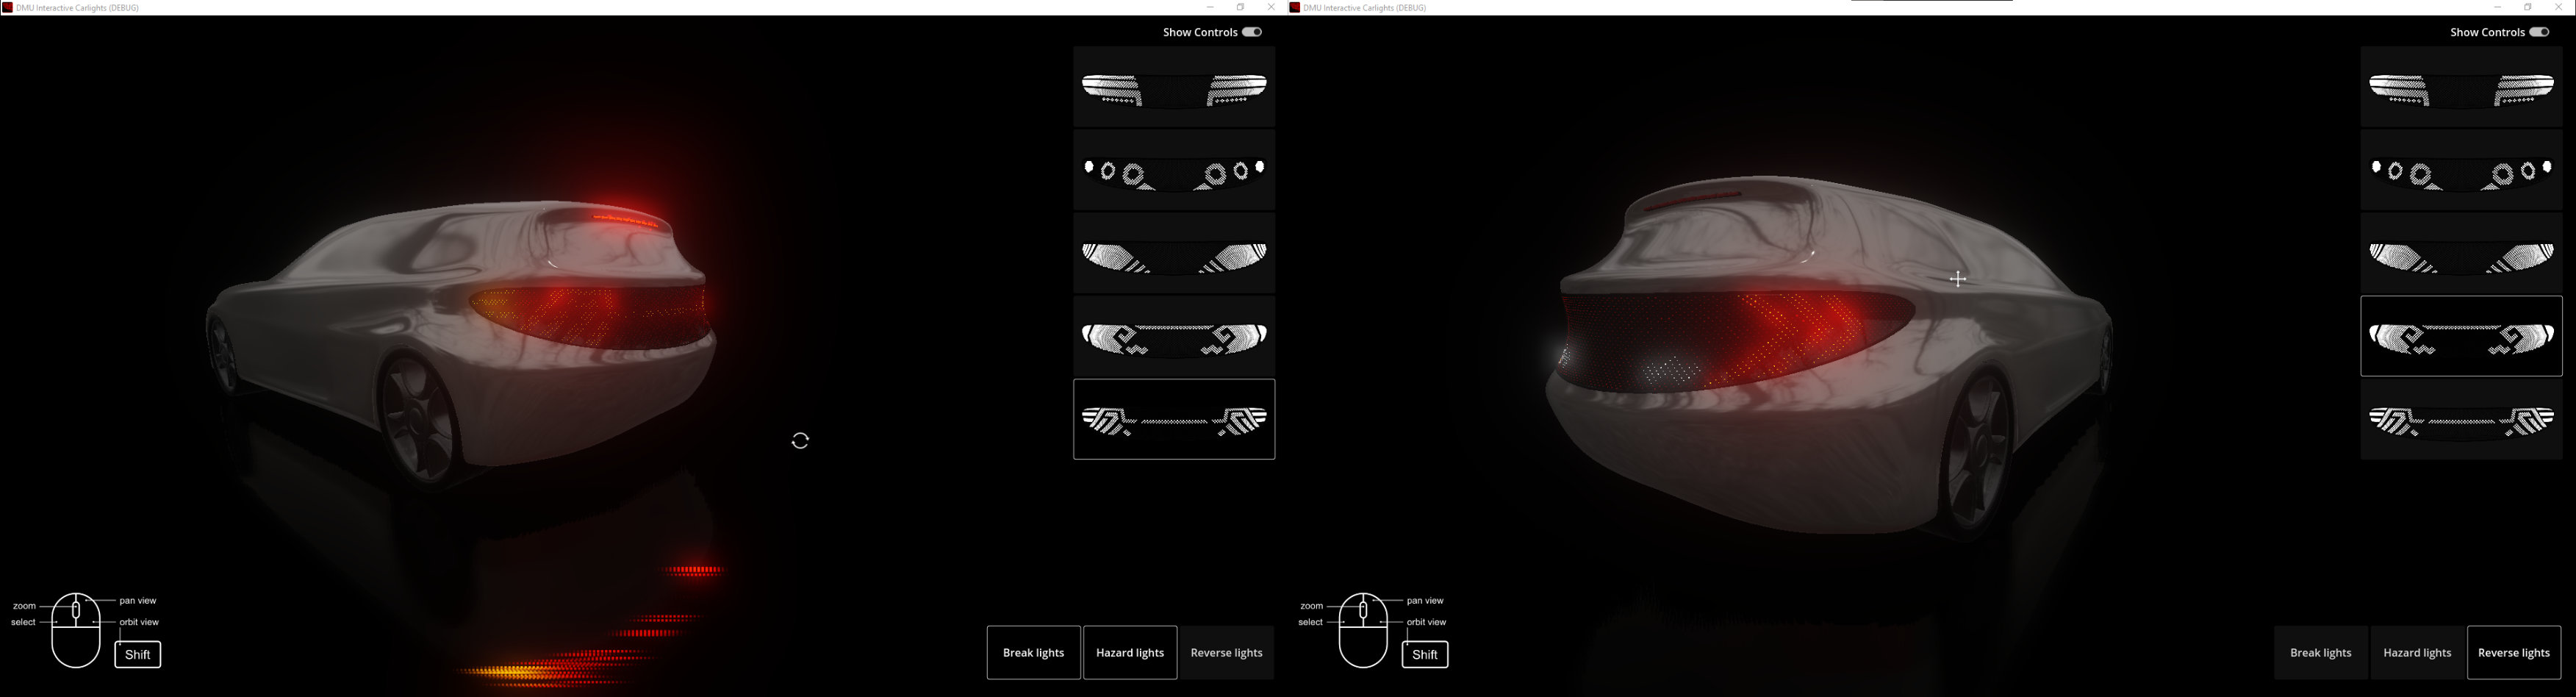 DMU Interactive Carlights (DEBUG)
Show Controls
zoom
pan view
select
orbit view
Shift
Break lights
Hazard lights
Reverse lights
DMU Interactive Carlights (DEBUG)
Show Controls
zoom
pan view
select
orbit view
Shift
Break lights
Hazard lights
Reverse lights